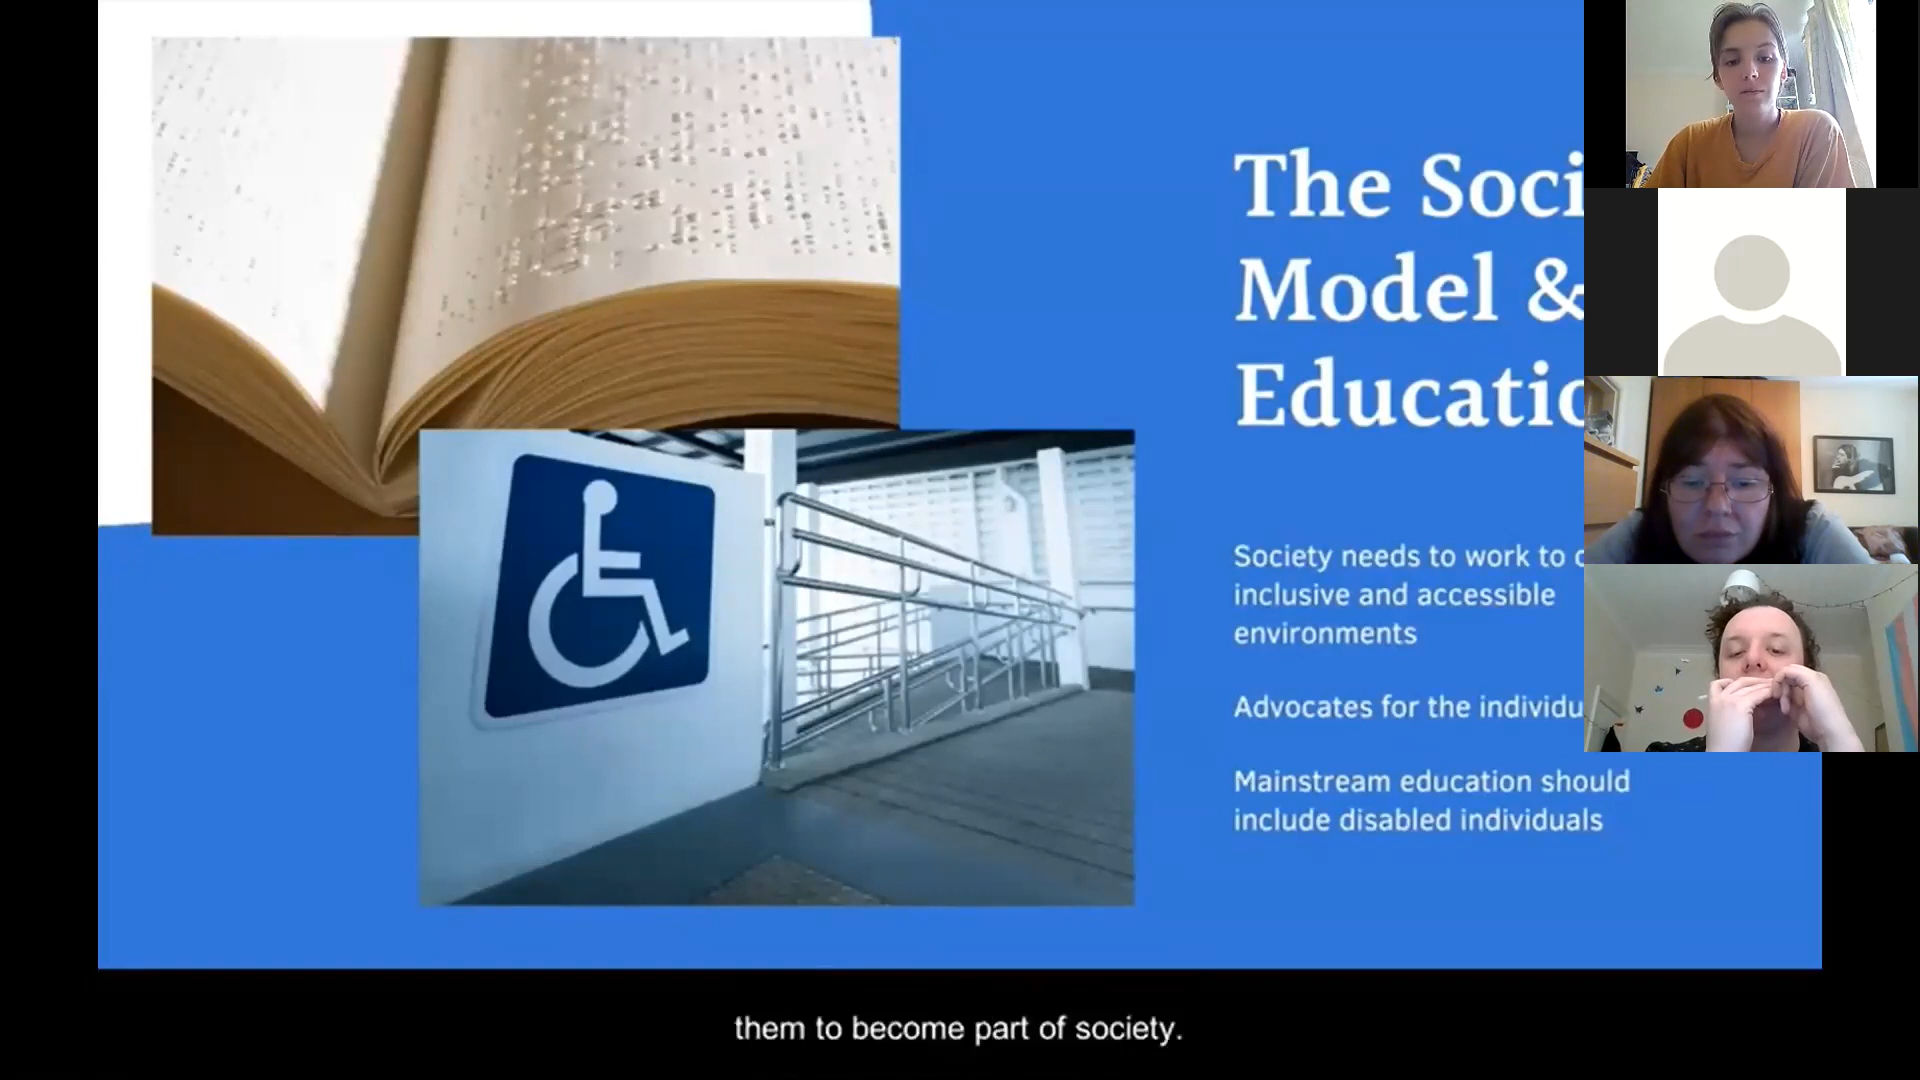 The Soci
Model &
Educatio
Society needs to work to c
inclusive and accessible
environments
Advocates for the individu
Mainstream education should
include disabled individuals
them to become part of society.